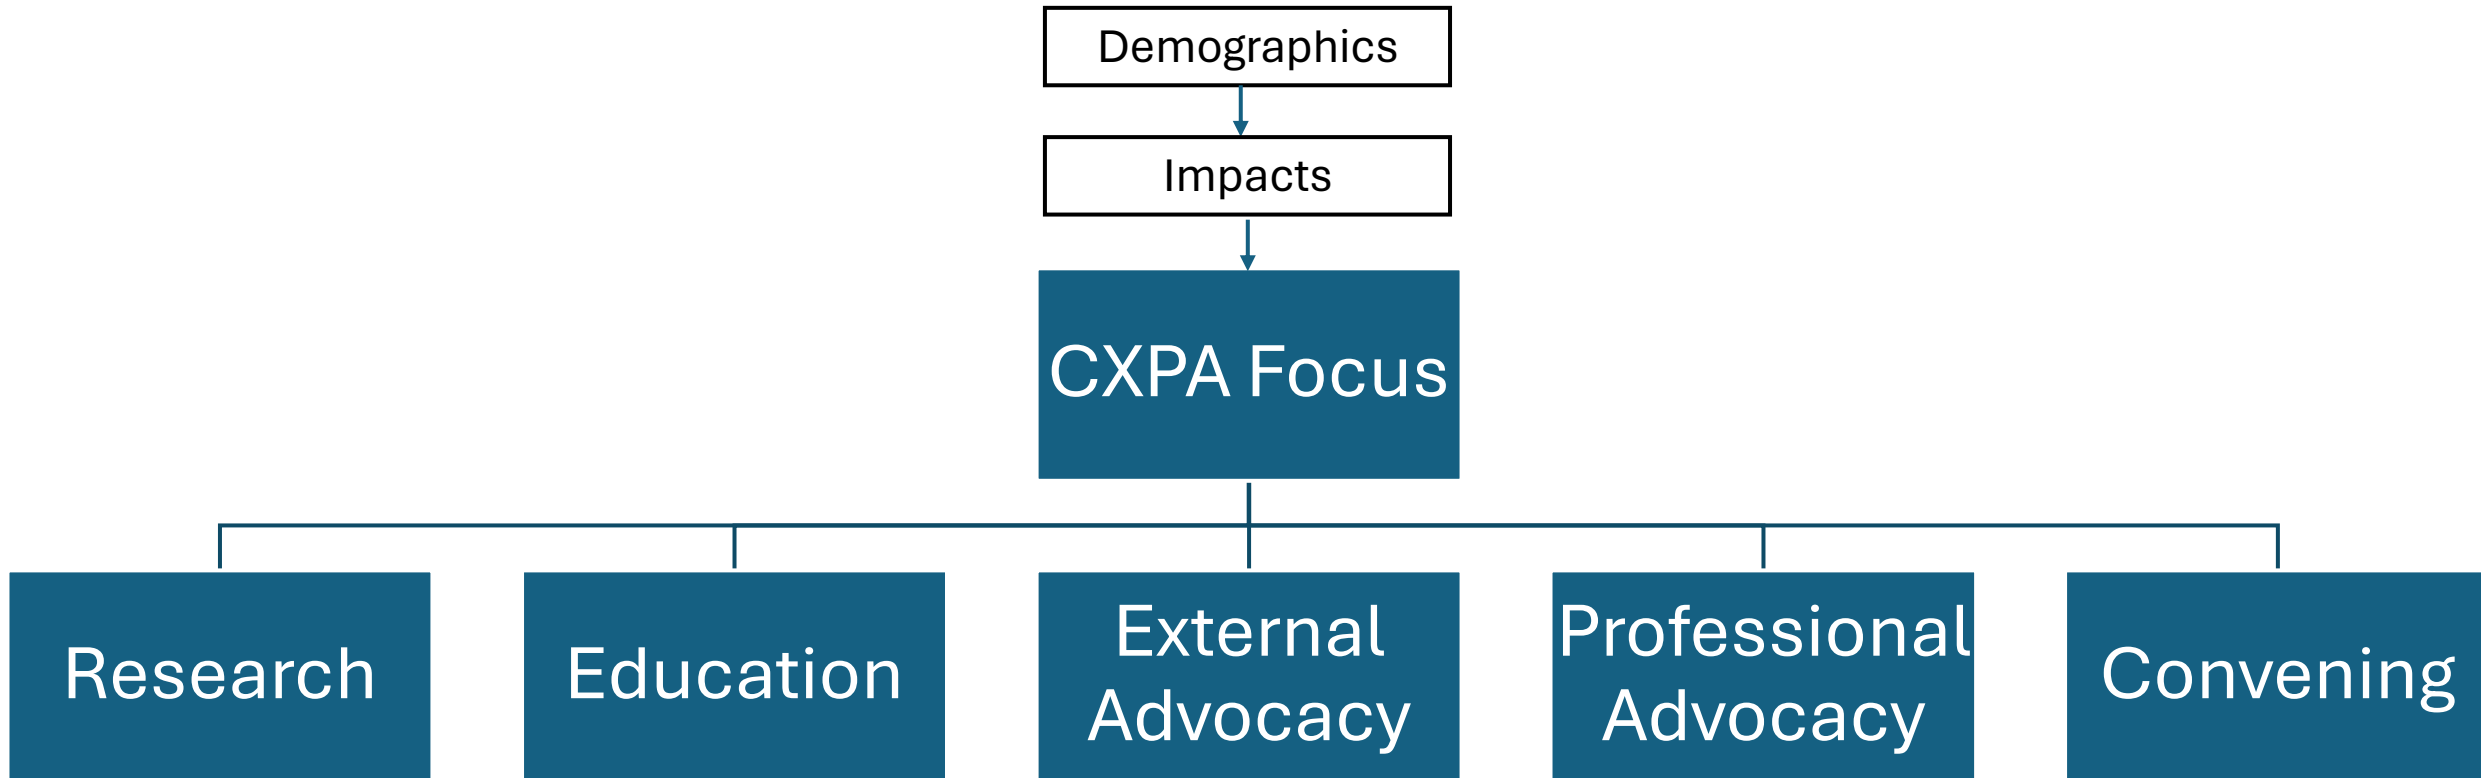 Demographics
Impacts
CXPA Focus
Research
Education
External
Advocacy
Professional
Advocacy
Convening